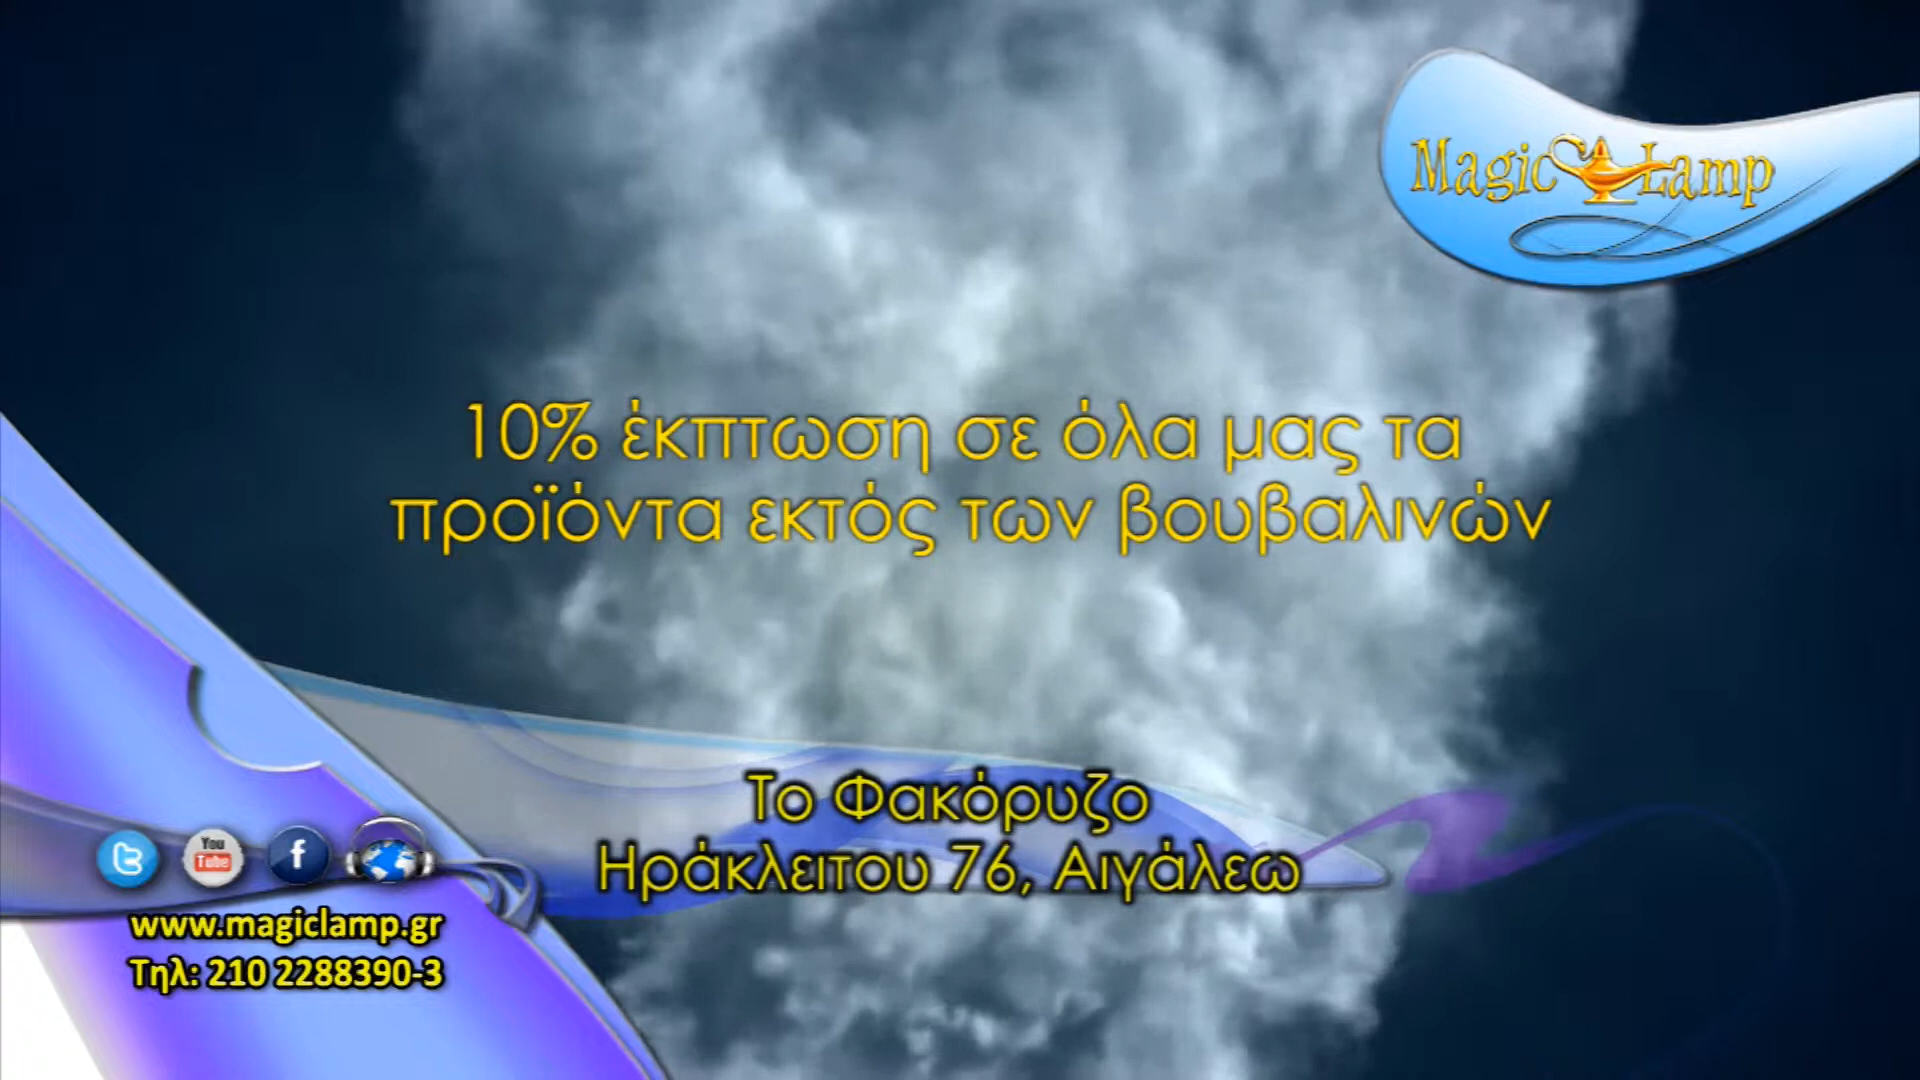 Magic Lamp
10% έκπτωση σε όλα μας τα
προϊόντα εκτός των βουβαλινών
Το Φακόρυζο
Ηράκλειτου 76, Αιγάλεω
You
Tube
www.magiclamp.gr
Τηλ: 210 2288390-3